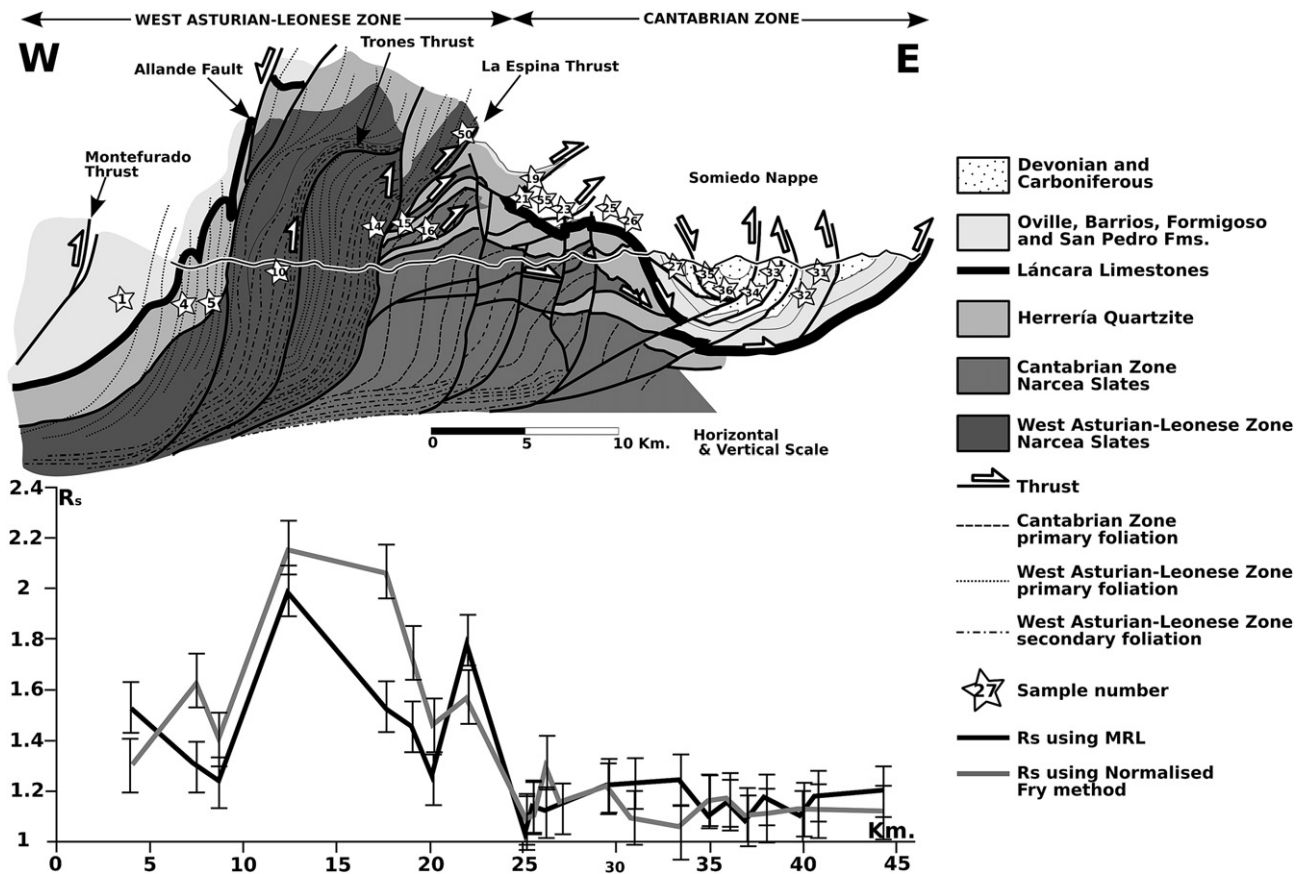 WEST ASTURIAN-LEONESE ZONE
CANTABRIAN ZONE
W
E
Trones Thrust
Allande Fault
La Espina Thrust
Montefurado
Thrust
Somiedo Nappe
50
19
21
55
23
25
26
14
15
16
10
1
4
5
27
35
36
34
33
32
31
0
5
10 Km.
Horizontal
& Vertical Scale
Devonian and
Carboniferous
Oville, Barrios, Formigoso
and San Pedro Fms.
Láncara Limestones
Herrería Quartzite
Cantabrian Zone
Narcea Slates
West Asturian-Leonese Zone
Narcea Slates
Thrust
Cantabrian Zone
primary foliation
West Asturian-Leonese Zone
primary foliation
West Asturian-Leonese Zone
secondary foliation
27
Sample number
Rs using MRL
Rs using Normalised
Fry method
Rs
2.4
2.2
2
1.8
1.6
1.4
1.2
1
Km.
0
5
10
15
20
25
30
35
40
45